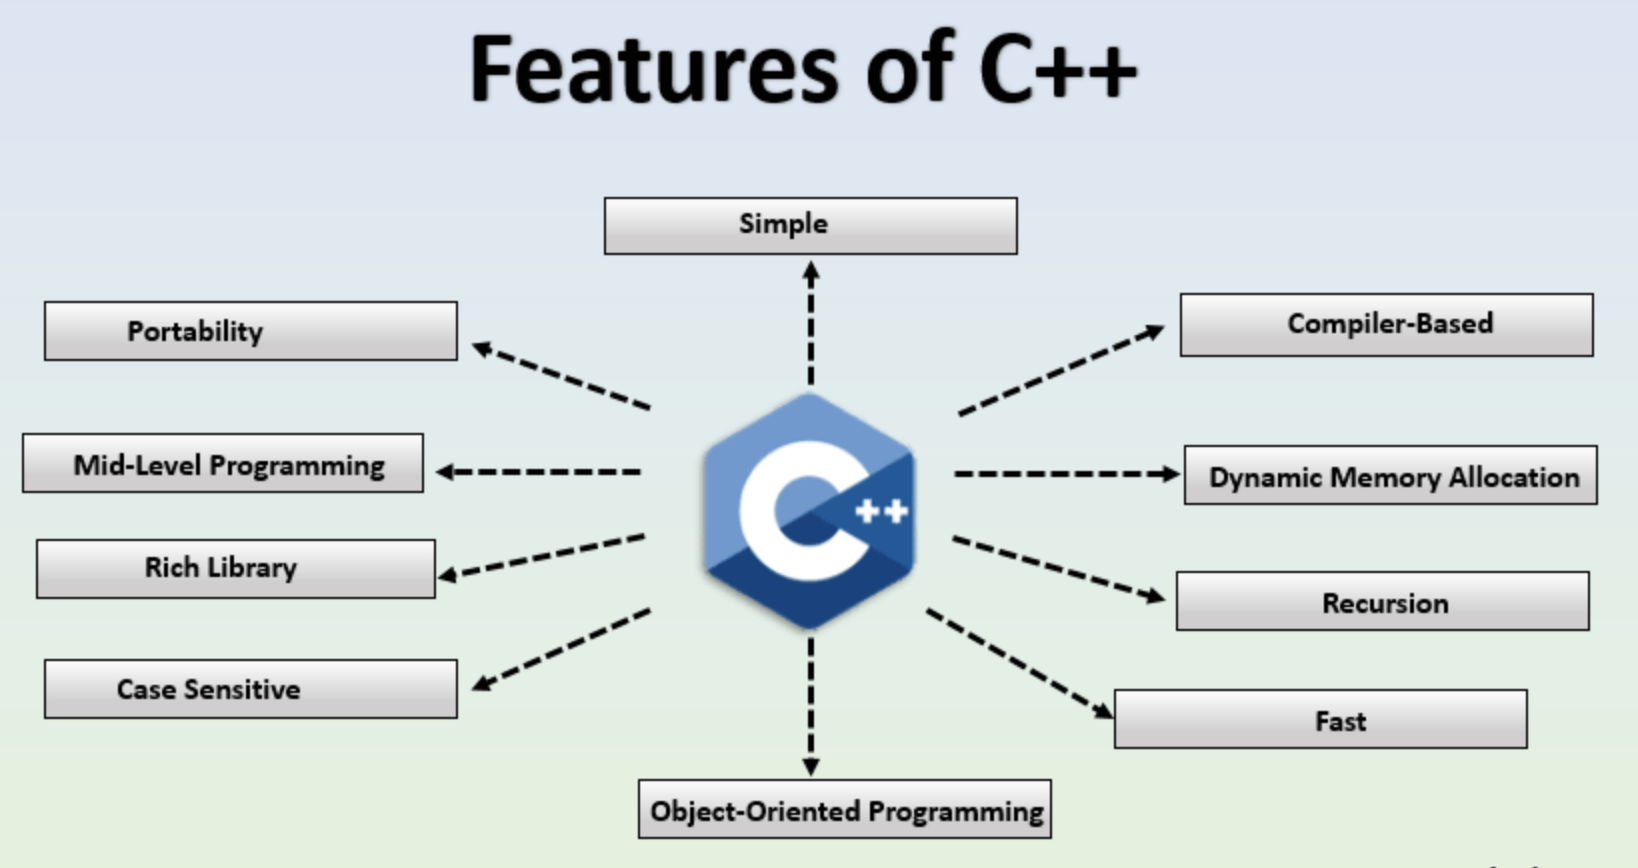 Features of C++
Simple
Portability
Compiler-Based
Mid-Level Programming
Dynamic Memory Allocation
C++
Rich Library
Recursion
Case Sensitive
Fast
Object-Oriented Programming